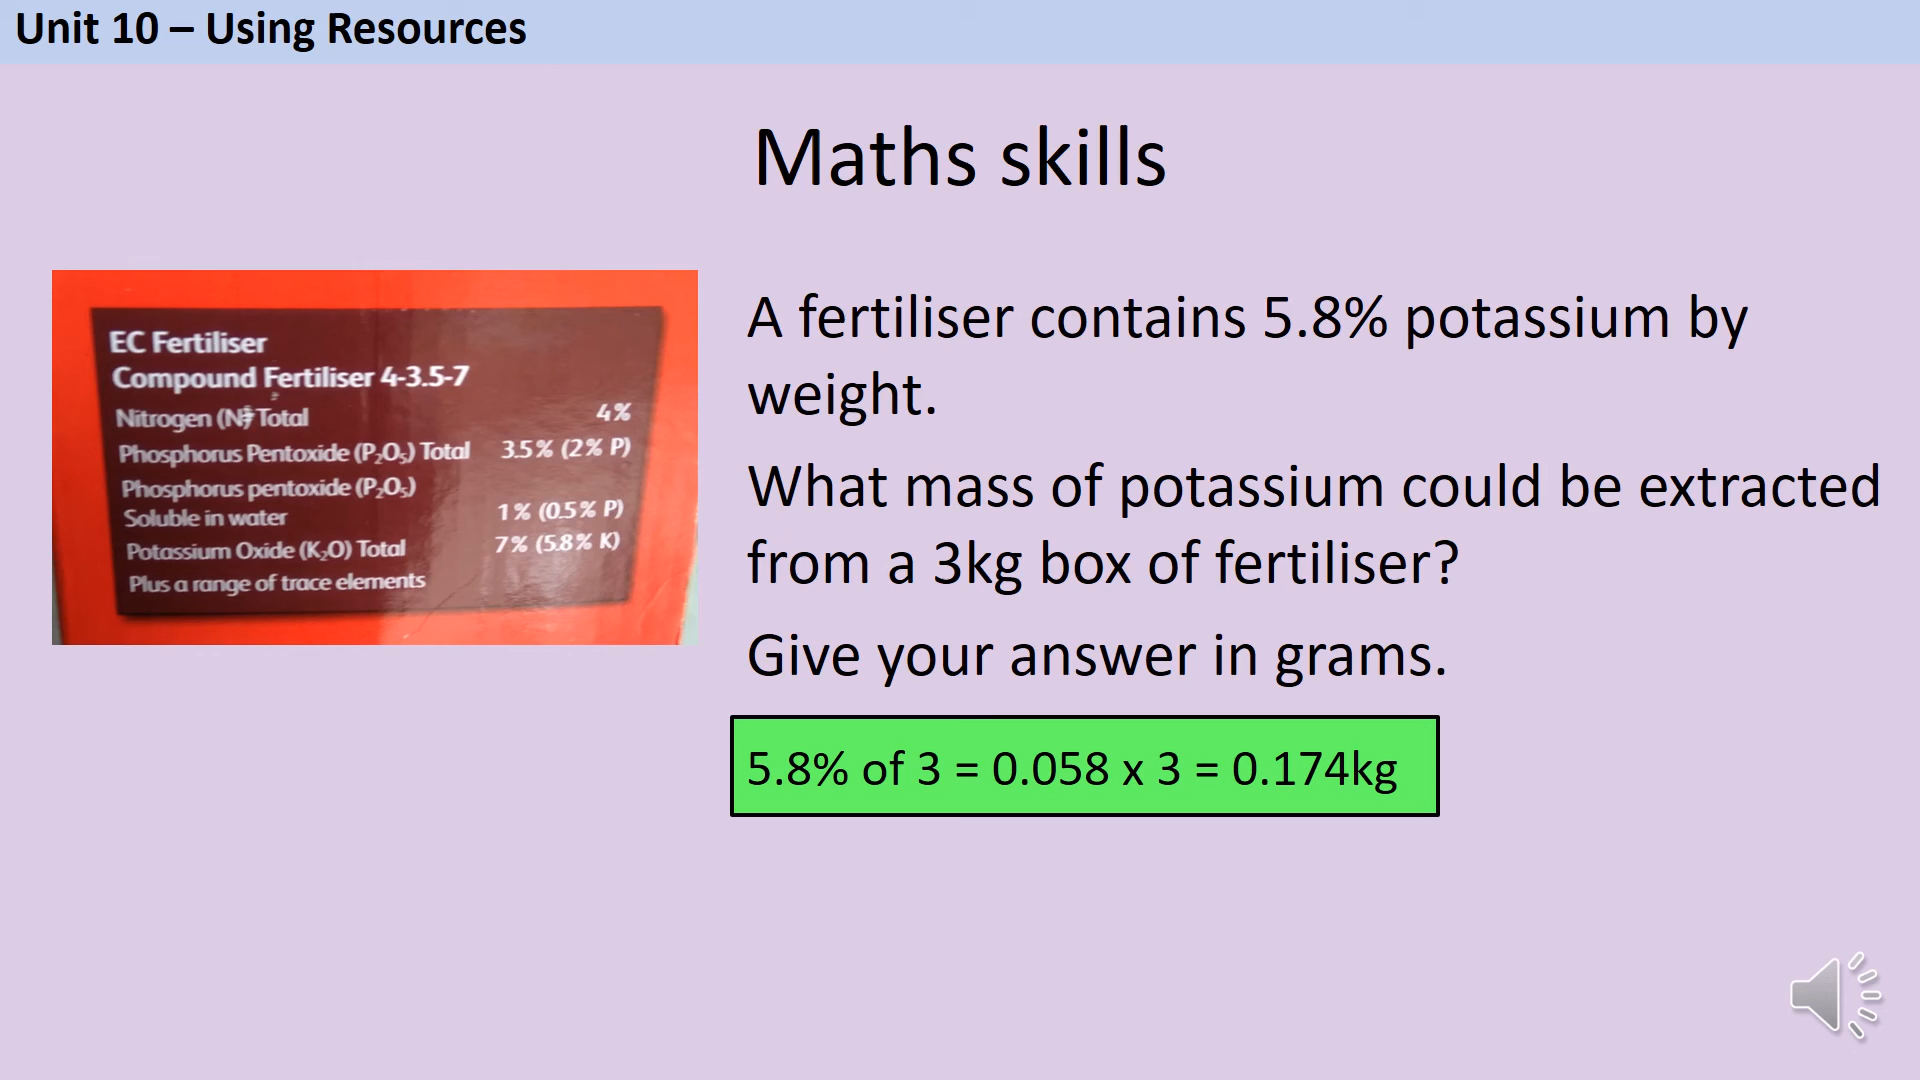 Unit 10 – Using Resources
Maths skills
EC Fertiliser
Compound Fertiliser 4-3.5-7
Nitrogen (N) Total 4%
Phosphorus Pentoxide (P₂O₅) Total 3.5% (2% P)
Phosphorus pentoxide (P₂O₅)
Soluble in water 1% (0.5% P)
Potassium Oxide (K₂O) Total 7% (5.8% K)
Plus a range of trace elements
A fertiliser contains 5.8% potassium by
weight.
What mass of potassium could be extracted
from a 3kg box of fertiliser?
Give your answer in grams.
5.8% of 3 = 0.058 x 3 = 0.174kg